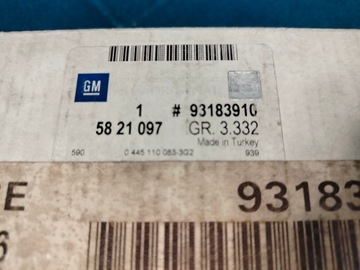 GM
1 # 93183910
58 21 097 GR. 3.332
Made in Turkey
590 0 445 110 083-3G2 939
E 93183
6